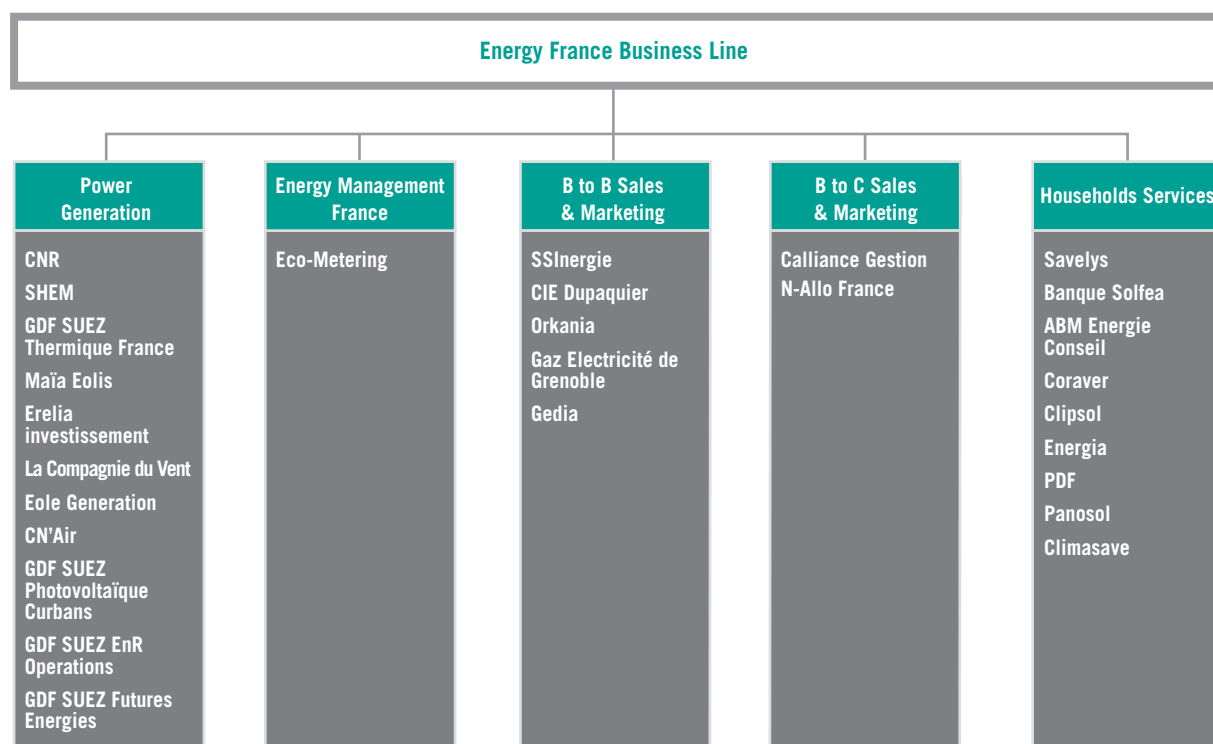 Energy France Business Line
Power
Generation
CNR
SHEM
GDF SUEZ
Thermique France
Maïa Eolis
Erelia
investissement
La Compagnie du Vent
Eole Generation
CN’Air
GDF SUEZ
Photovoltaïque
Curbans
GDF SUEZ EnR
Operations
GDF SUEZ Futures
Energies
Energy Management
France
Eco-Metering
B to B Sales
& Marketing
SSInergie
CIE Dupaquier
Orkania
Gaz Electricité de
Grenoble
Gedia
B to C Sales
& Marketing
Calliance Gestion
N-Allo France
Households Services
Savelys
Banque Solfea
ABM Energie
Conseil
Coraver
Clipsol
Energia
PDF
Panosol
Climasave